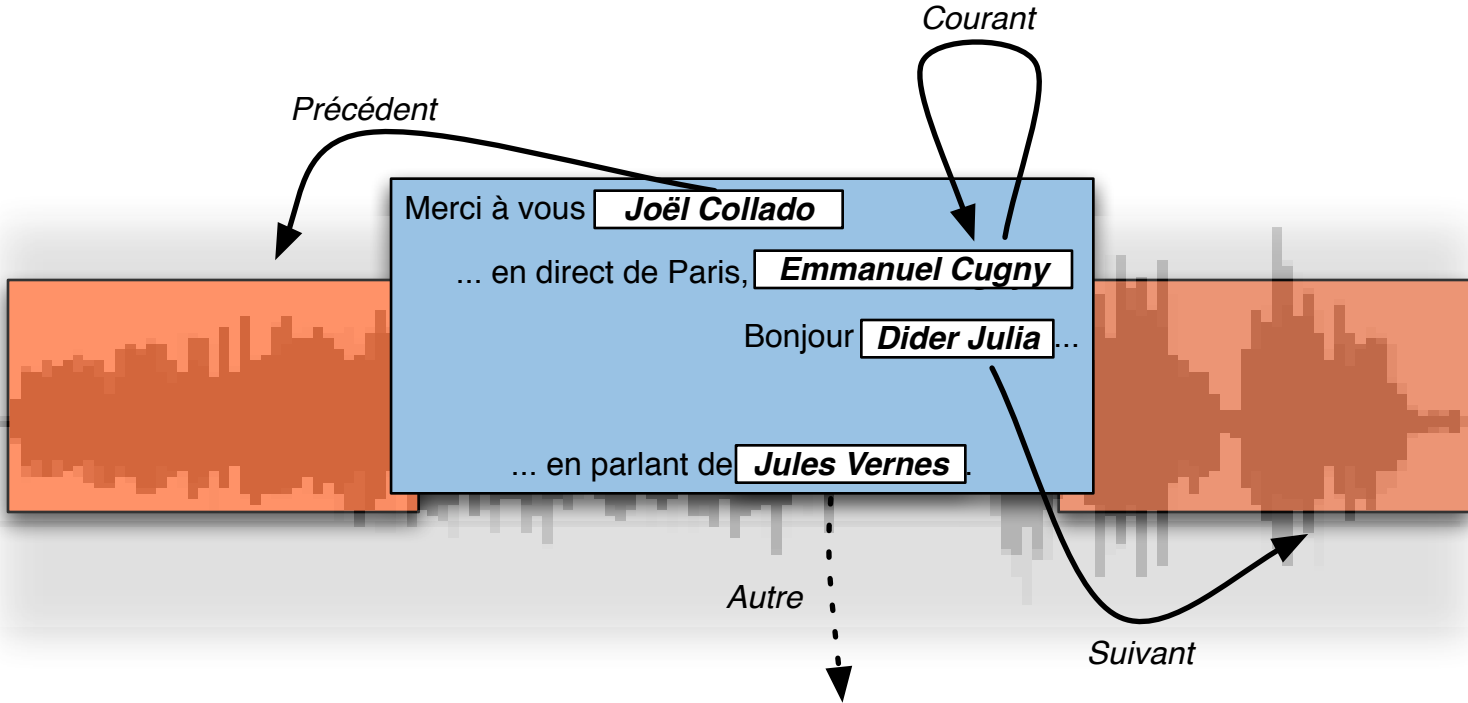 Courant
Précédent
Merci à vous Joël Collado
... en direct de Paris, Emmanuel Cugny
Bonjour Dider Julia ...
... en parlant de Jules Vernes .
Autre
Suivant